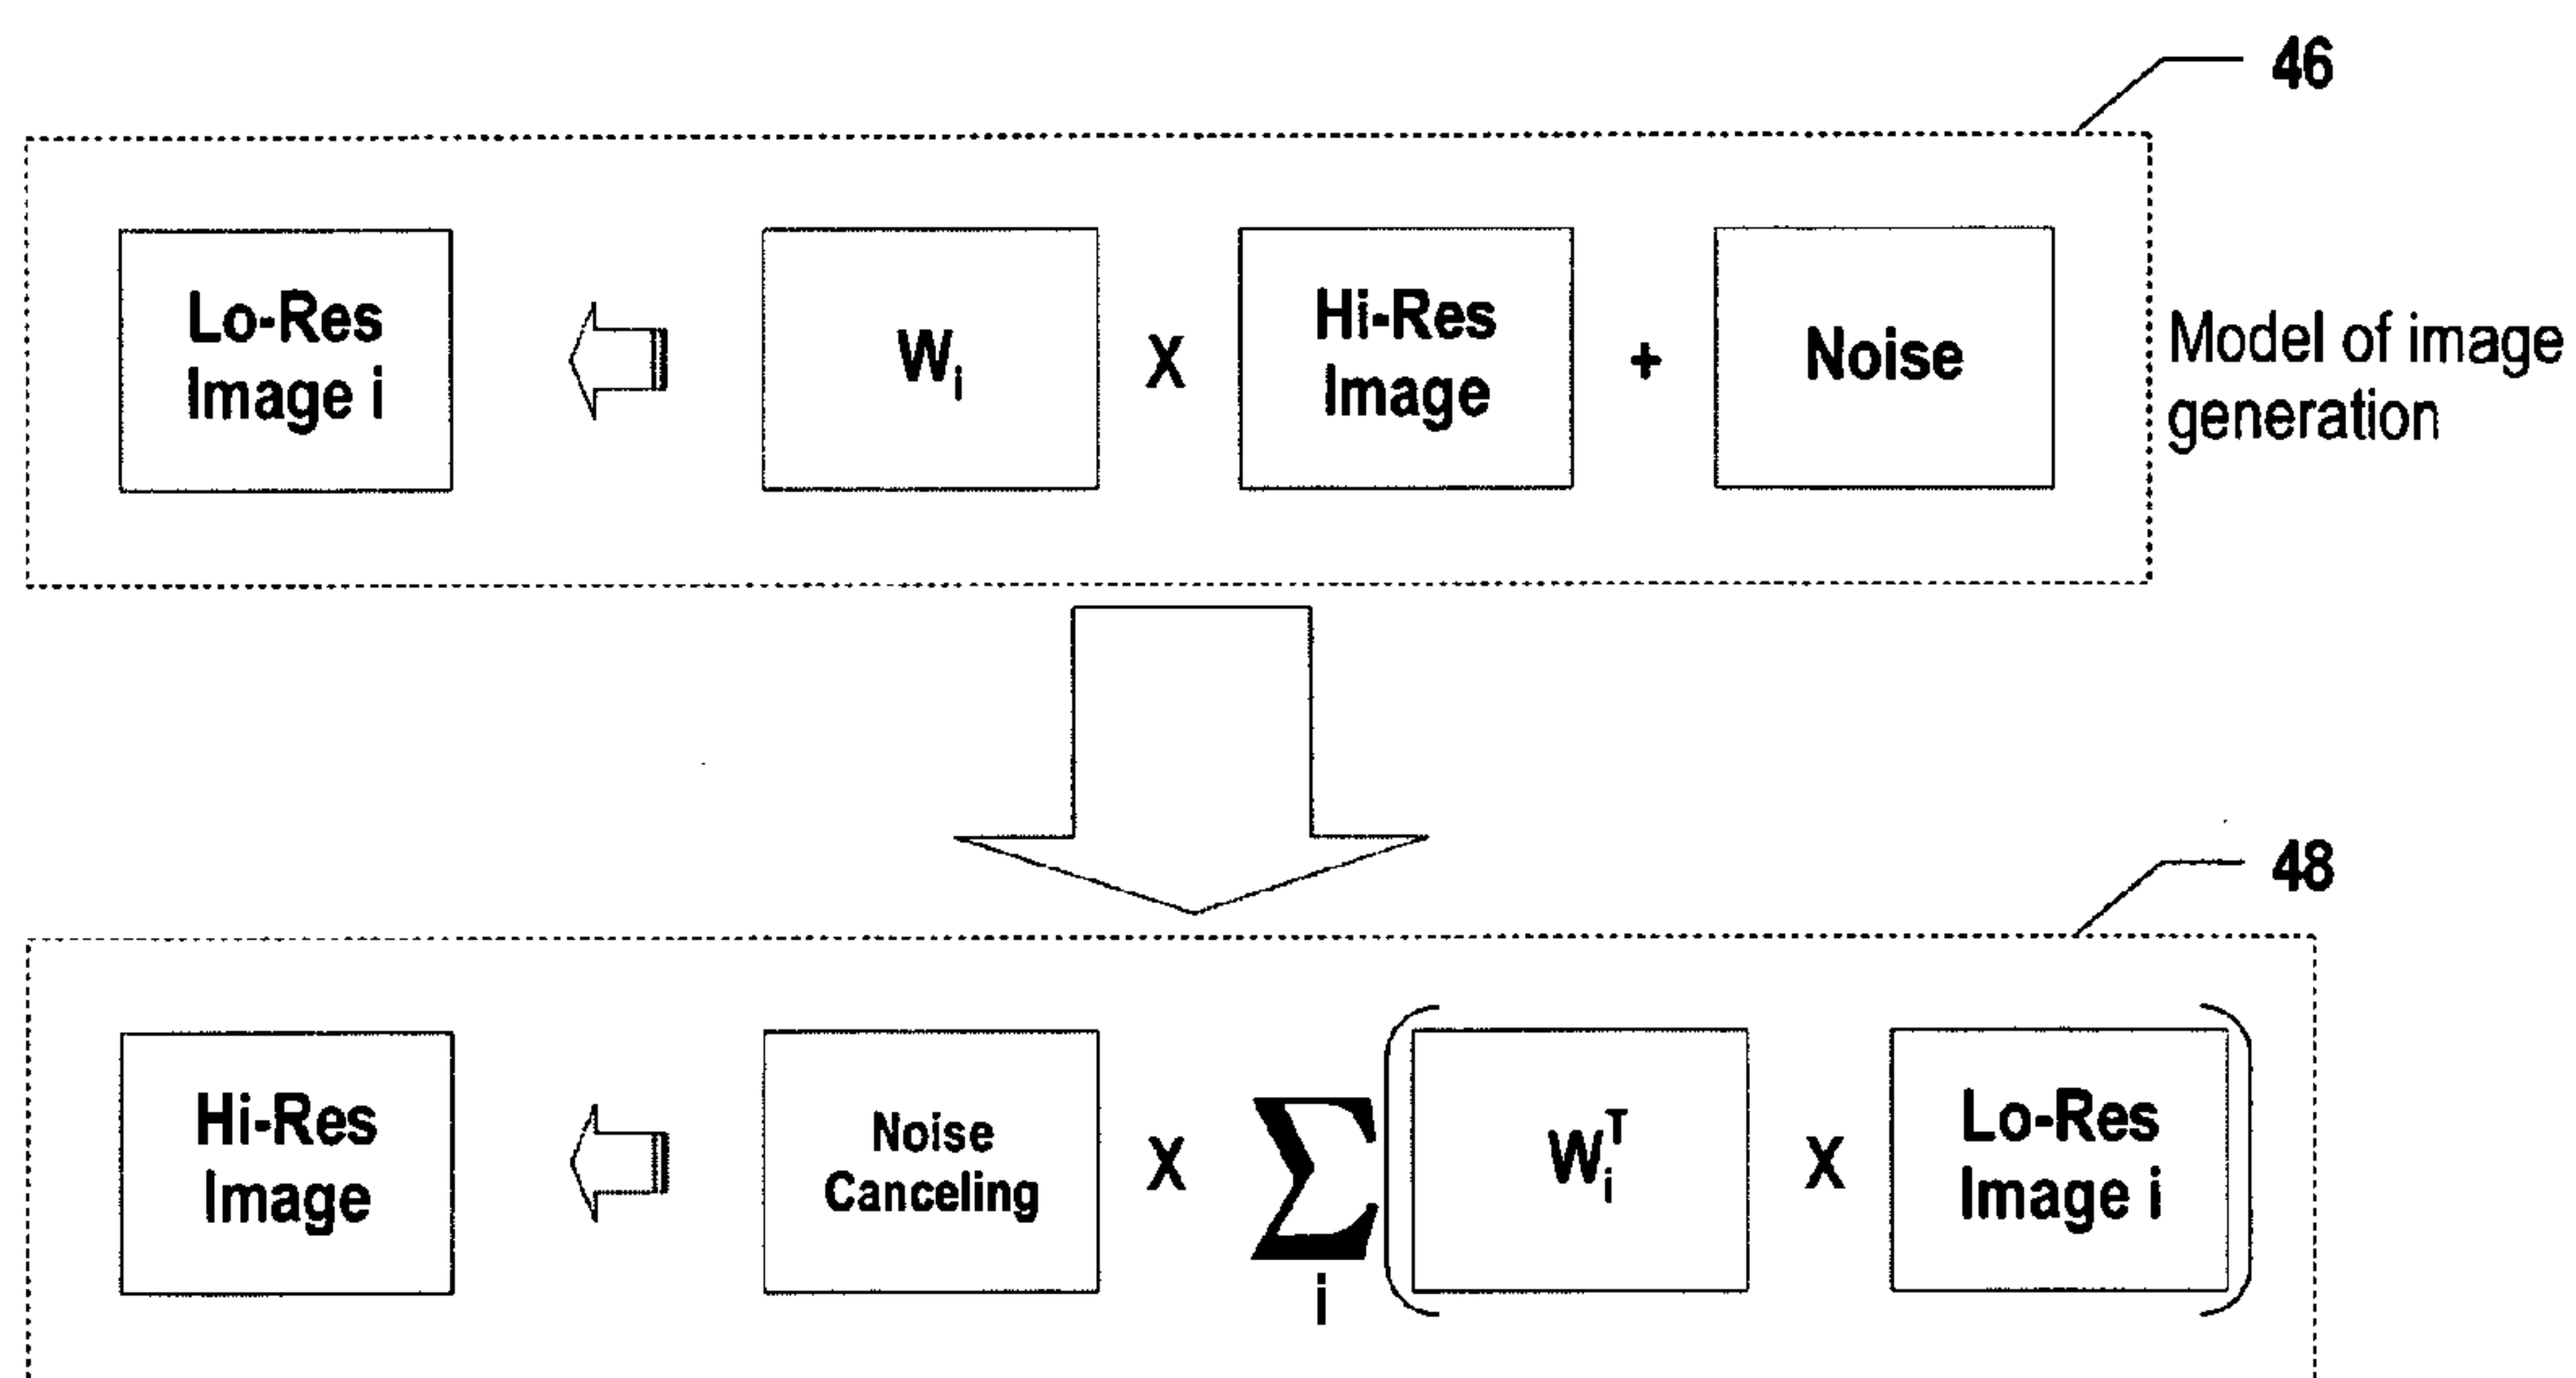 46
Lo-Res
Image i
Wi
X
Hi-Res
Image
+
Noise
Model of image
generation
48
Hi-Res
Image
Noise
Canceling
X
Σ
i
WiT
X
Lo-Res
Image i